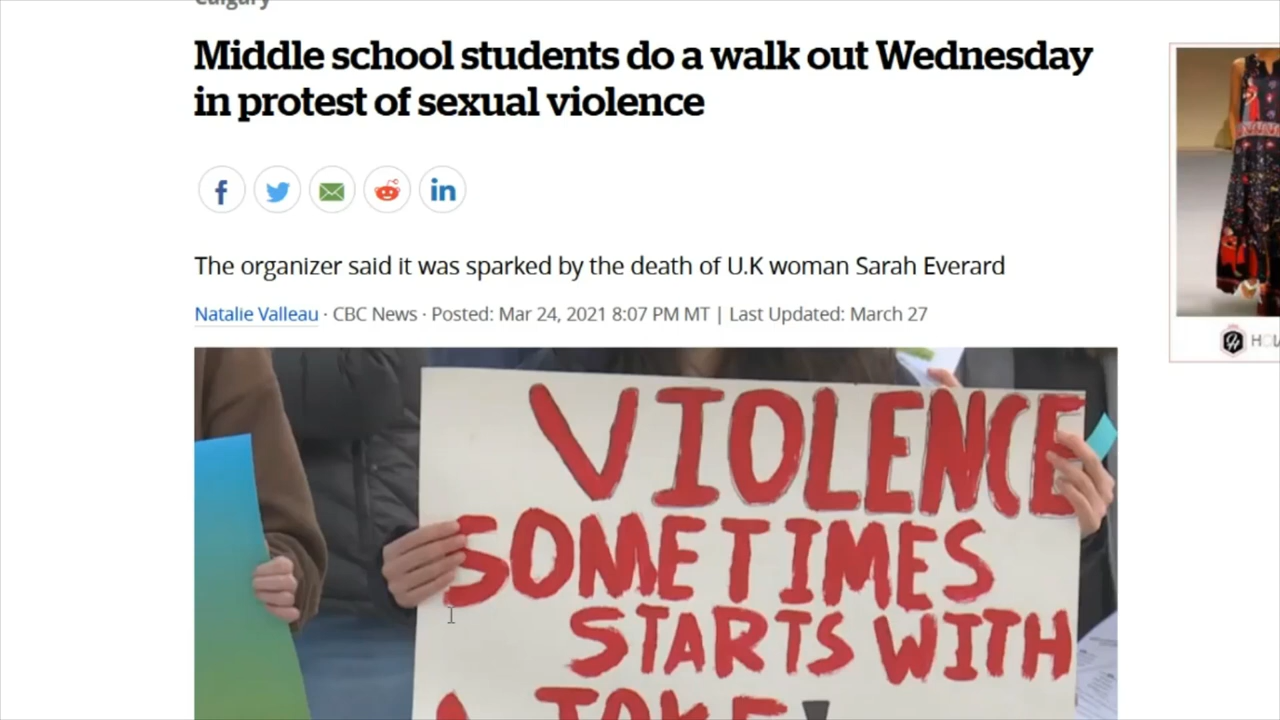 Calgary
Middle school students do a walk out Wednesday
in protest of sexual violence
The organizer said it was sparked by the death of U.K woman Sarah Everard
Natalie Valleau · CBC News · Posted: Mar 24, 2021 8:07 PM MT | Last Updated: March 27
VIOLENCE
SOMETIMES
STARTS WITH
A JOKE!